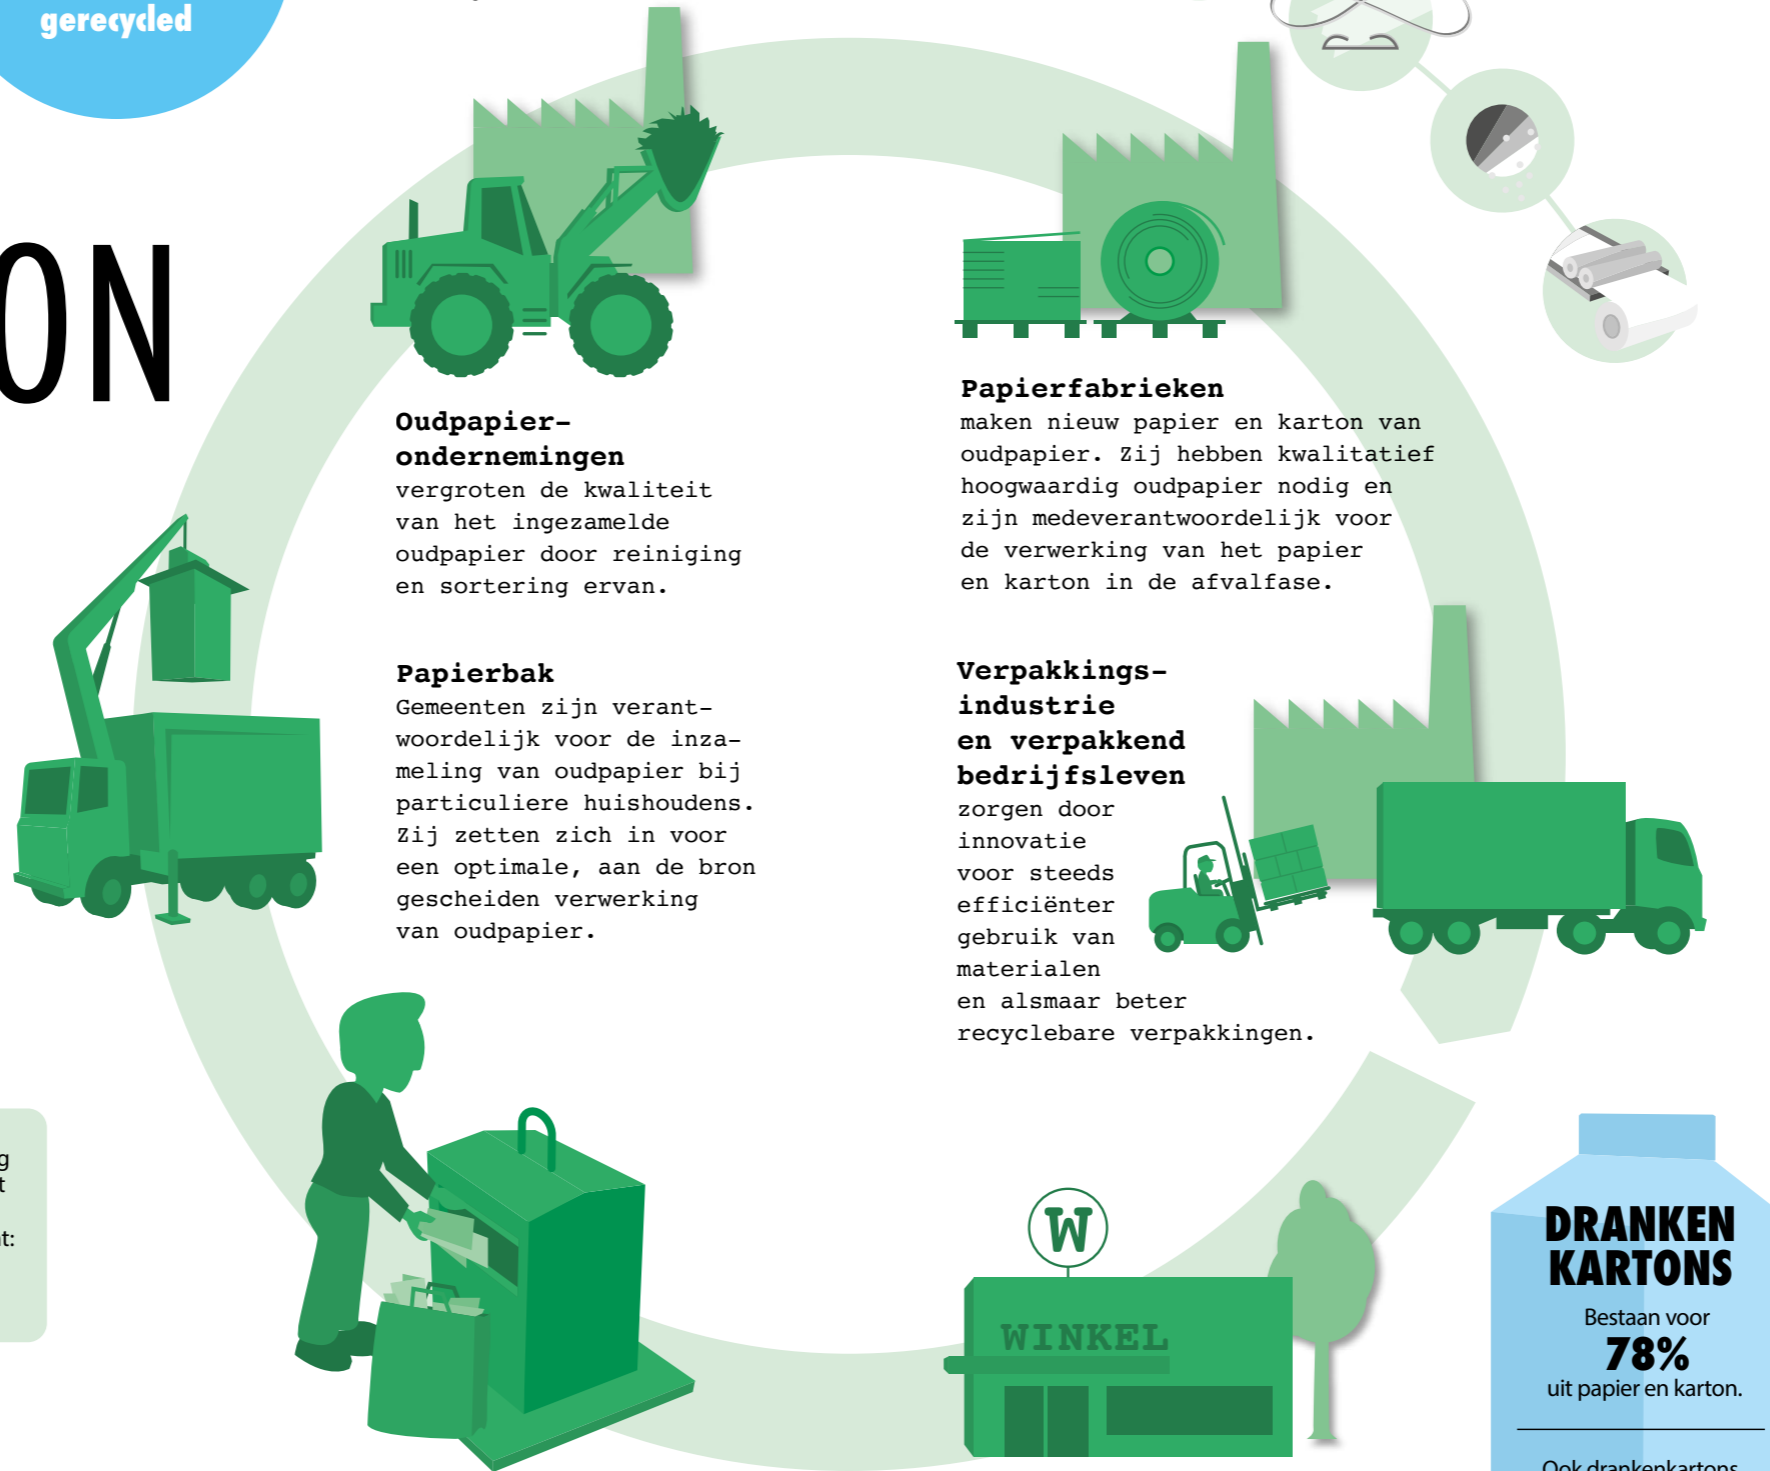 gerecycled
ON
Oudpapier-
ondernemingen
vergroten de kwaliteit
van het ingezamelde
oudpapier door reiniging
en sortering ervan.
Papierbak
Gemeenten zijn verant-
woordelijk voor de inza-
meling van oudpapier bij
particuliere huishoudens.
Zij zetten zich in voor
een optimale, aan de bron
gescheiden verwerking
van oudpapier.
Papierfabrieken
maken nieuw papier en karton van
oudpapier. Zij hebben kwalitatief
hoogwaardig oudpapier nodig en
zijn medeverantwoordelijk voor
de verwerking van het papier
en karton in de afvalfase.
Verpakkings-
industrie
en verpakkend
bedrijfsleven
zorgen door
innovatie
voor steeds
efficiënter
gebruik van
materialen
en alsmaar beter
recyclebare verpakkingen.
W
WINKEL
DRANKEN
KARTONS
Bestaan voor
78%
uit papier en karton.
Ook drankenkartons